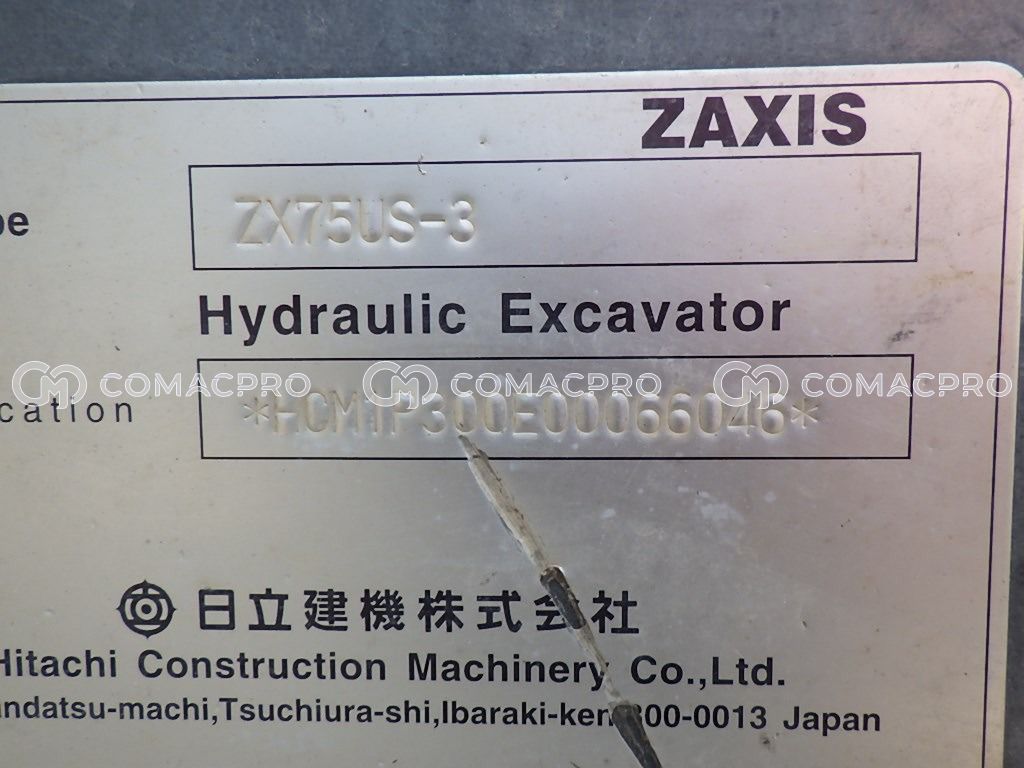 ZAXIS
pe
ZX75US-3
Hydraulic Excavator
COMACPRO COMACPRO COMACPRO
cation
*HCM1P300E00066046*
日立建機株式会社
Hitachi Construction Machinery Co.,Ltd.
ndatsu-machi,Tsuchiura-shi,Ibaraki-ken 300-0013 Japan